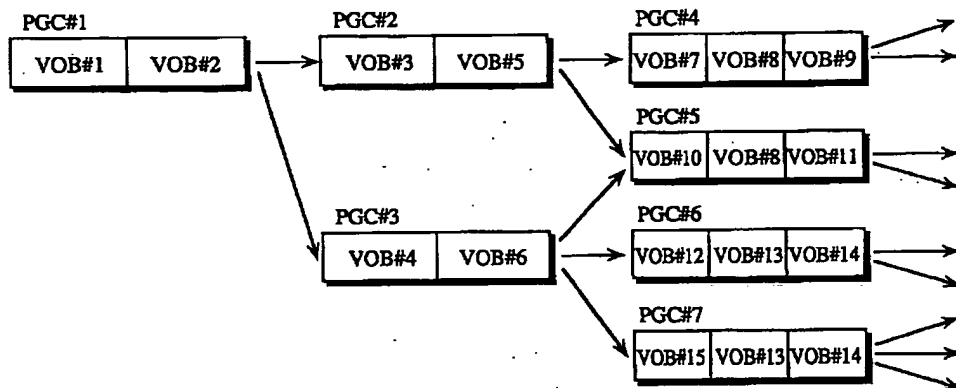 PGC#1
VOB#1 VOB#2
PGC#2
VOB#3 VOB#5
PGC#4
VOB#7 VOB#8 VOB#9
PGC#5
VOB#10 VOB#8 VOB#11
PGC#3
VOB#4 VOB#6
PGC#6
VOB#12 VOB#13 VOB#14
PGC#7
VOB#15 VOB#13 VOB#14